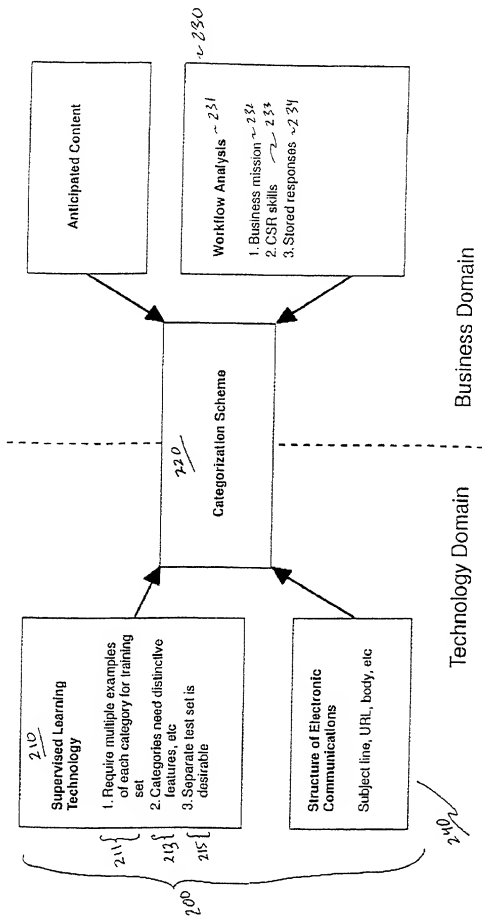 210
Supervised Learning
Technology
1. Require multiple examples
of each category for training
set
2. Categories need distinctive
features, etc
3. Separate test set is
desirable
211{
213{
215{
200
Structure of Electronic
Communications
Subject line, URL, body, etc
240
220
Categorization Scheme
Anticipated Content
~ 230
Workflow Analysis ~ 231
1. Business mission ~ 232
2. CSR skills ~ 233
3. Stored responses ~ 234
Technology Domain
Business Domain